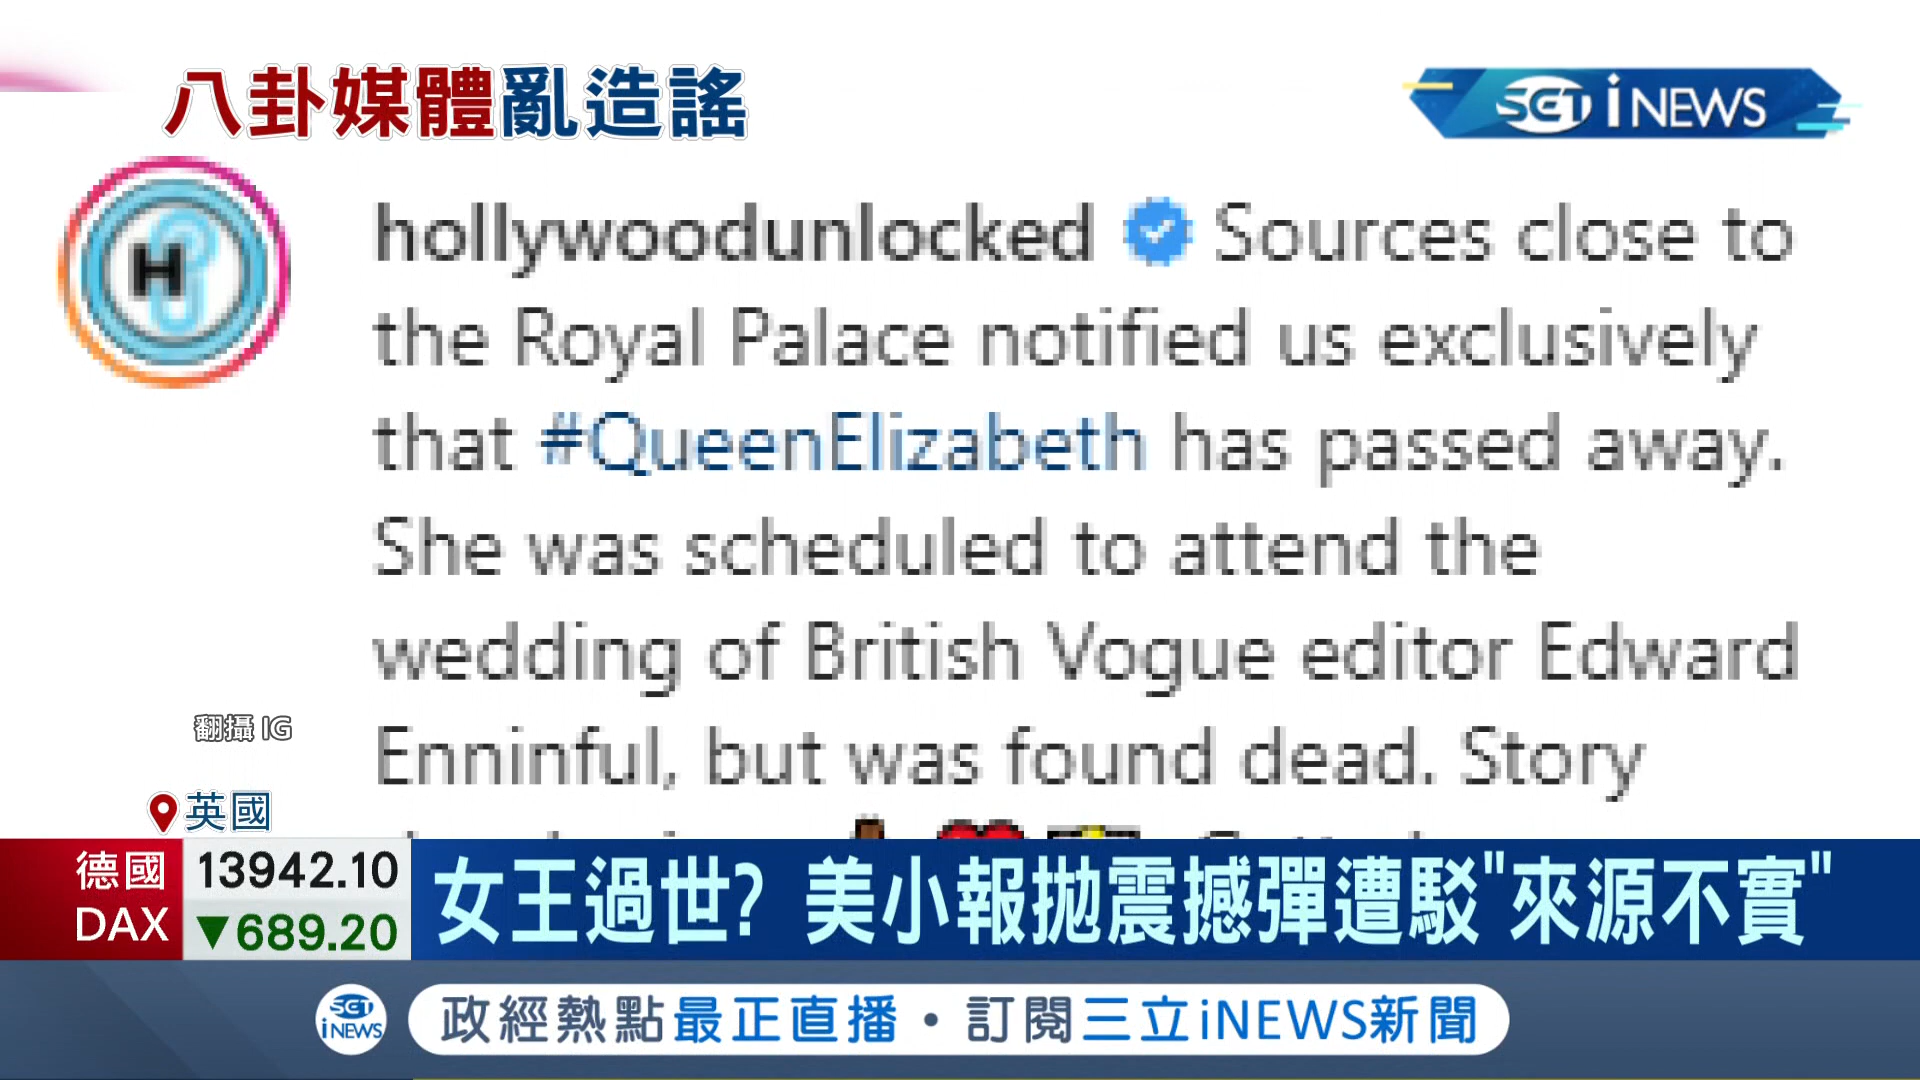 八卦媒體亂造謠
SET iNEWS
hollywoodunlocked Sources close to
the Royal Palace notified us exclusively
that #QueenElizabeth has passed away.
She was scheduled to attend the
wedding of British Vogue editor Edward
Enninful, but was found dead. Story
翻攝 IG
英國
德國 13942.10
DAX ▼689.20
女王過世? 美小報拋震撼彈遭駁"來源不實"
SET iNEWS
政經熱點最正直播・訂閱三立iNEWS新聞